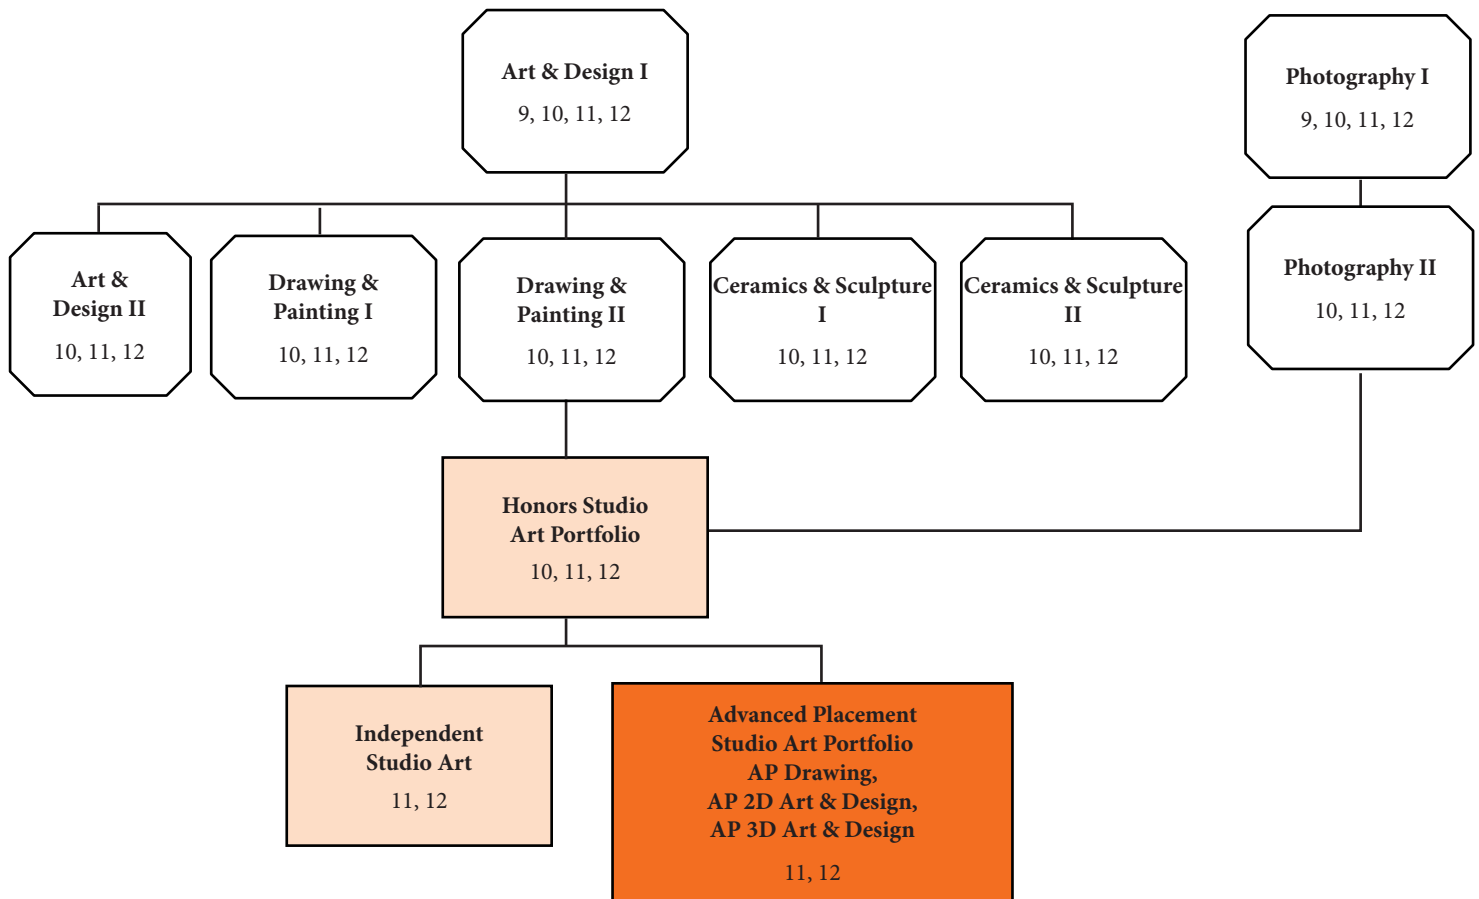 Art & Design I
9, 10, 11, 12
Photography I
9, 10, 11, 12
Art &
Design II
10, 11, 12
Drawing &
Painting I
10, 11, 12
Drawing &
Painting II
10, 11, 12
Ceramics & Sculpture
I
10, 11, 12
Ceramics & Sculpture
II
10, 11, 12
Photography II
10, 11, 12
Honors Studio
Art Portfolio
10, 11, 12
Independent
Studio Art
11, 12
Advanced Placement
Studio Art Portfolio
AP Drawing,
AP 2D Art & Design,
AP 3D Art & Design
11, 12